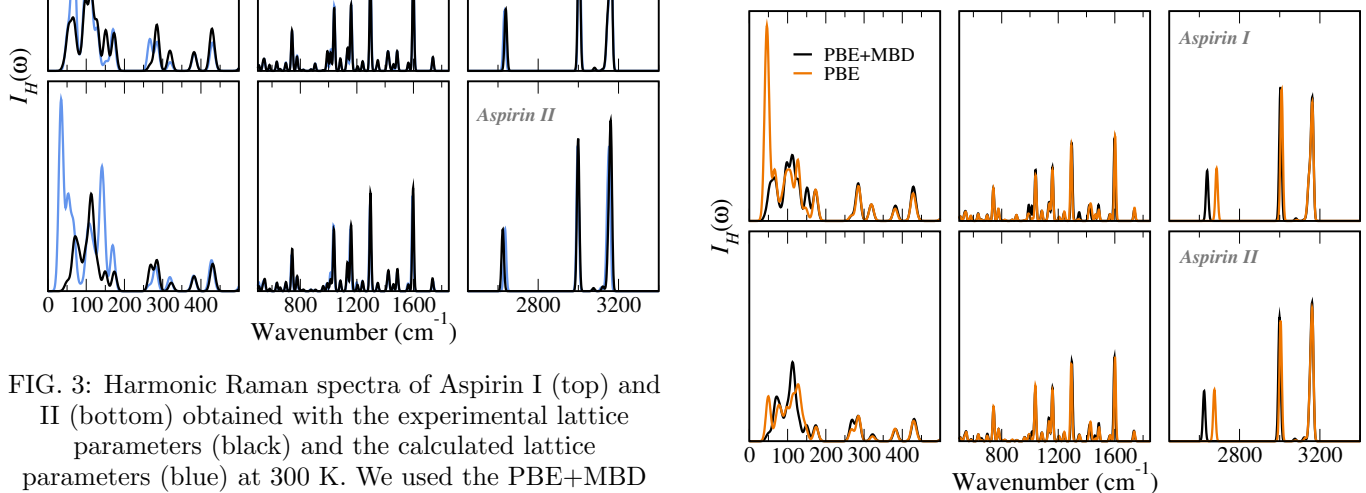 I_H(ω)
Aspirin II
0 100 200 300 400
800 1200 1600
2800 3200
Wavenumber (cm⁻¹)
FIG. 3: Harmonic Raman spectra of Aspirin I (top) and
II (bottom) obtained with the experimental lattice
parameters (black) and the calculated lattice
parameters (blue) at 300 K. We used the PBE+MBD
PBE+MBD
PBE
Aspirin I
I_H(ω)
Aspirin II
0 100 200 300 400
800 1200 1600
2800 3200
Wavenumber (cm⁻¹)